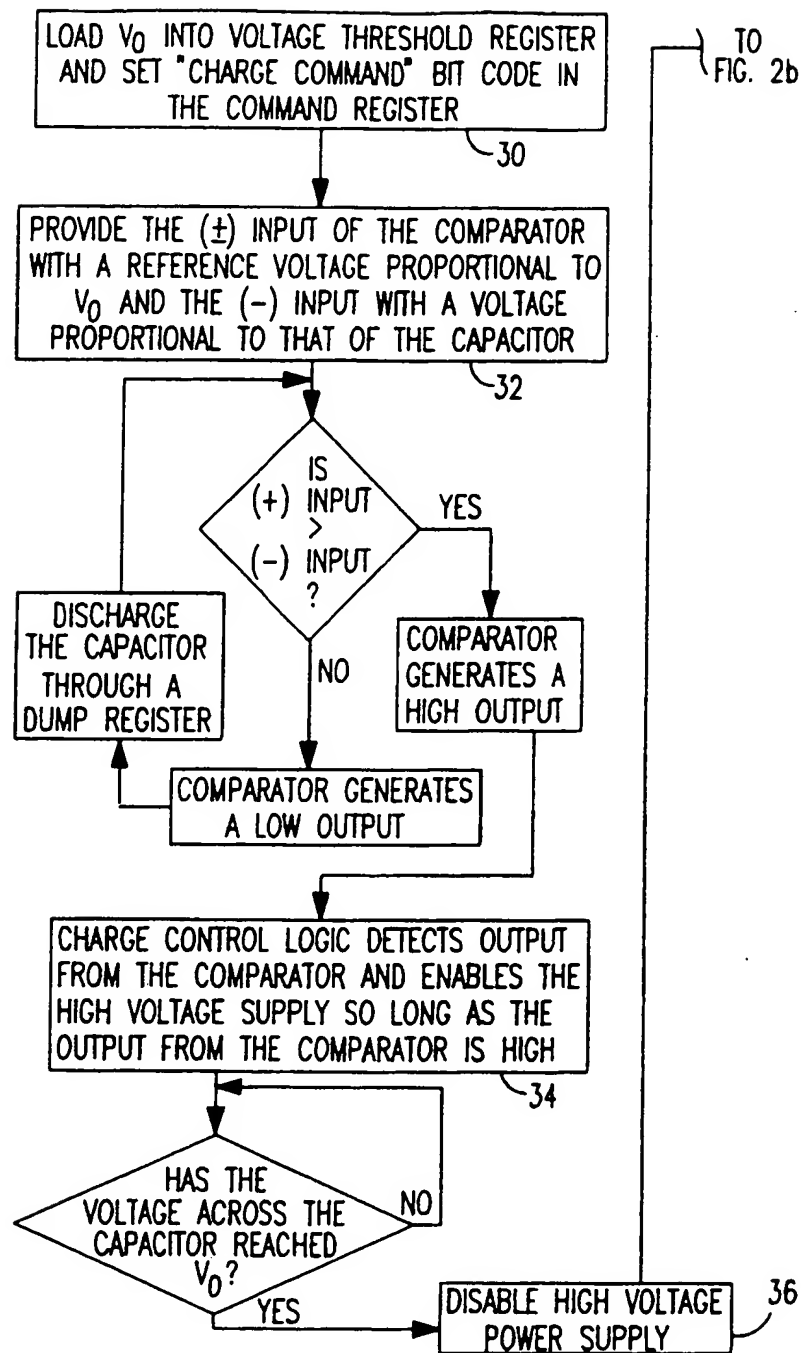 LOAD V0 INTO VOLTAGE THRESHOLD REGISTER
AND SET "CHARGE COMMAND" BIT CODE IN
THE COMMAND REGISTER
30
TO
FIG. 2b
PROVIDE THE (±) INPUT OF THE COMPARATOR
WITH A REFERENCE VOLTAGE PROPORTIONAL TO
V0 AND THE (–) INPUT WITH A VOLTAGE
PROPORTIONAL TO THAT OF THE CAPACITOR
32
IS
(+) INPUT
>
(–) INPUT
?
YES
NO
DISCHARGE
THE CAPACITOR
THROUGH A
DUMP REGISTER
COMPARATOR
GENERATES A
HIGH OUTPUT
COMPARATOR GENERATES
A LOW OUTPUT
CHARGE CONTROL LOGIC DETECTS OUTPUT
FROM THE COMPARATOR AND ENABLES THE
HIGH VOLTAGE SUPPLY SO LONG AS THE
OUTPUT FROM THE COMPARATOR IS HIGH
34
HAS THE
VOLTAGE ACROSS THE
CAPACITOR REACHED
V0?
NO
YES
DISABLE HIGH VOLTAGE
POWER SUPPLY
36